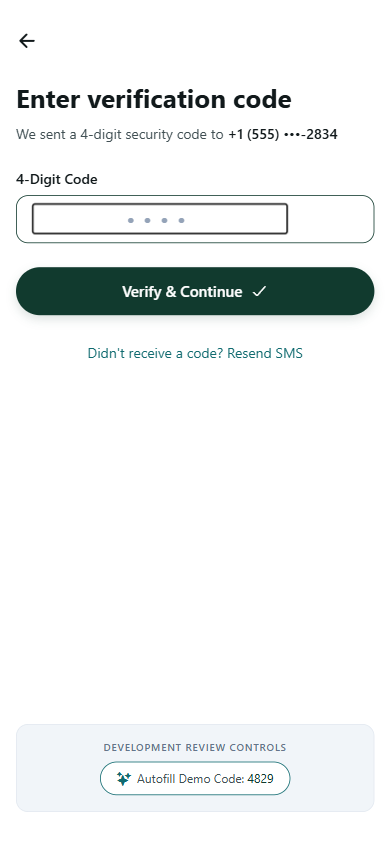 Enter verification code
We sent a 4-digit security code to +1 (555) •••-2834
4-Digit Code
• • • •
Verify & Continue
Didn't receive a code? Resend SMS
DEVELOPMENT REVIEW CONTROLS
Autofill Demo Code: 4829